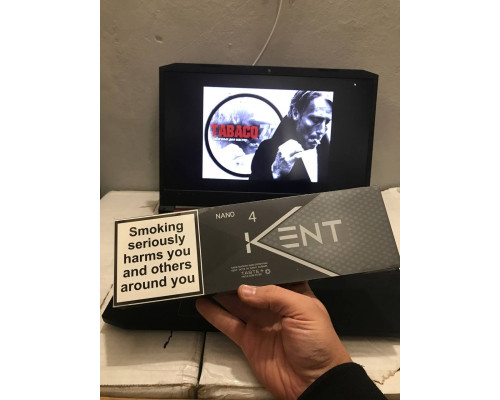 TABACO
NANO 4
KENT
Smoking
seriously
harms you
and others
around you